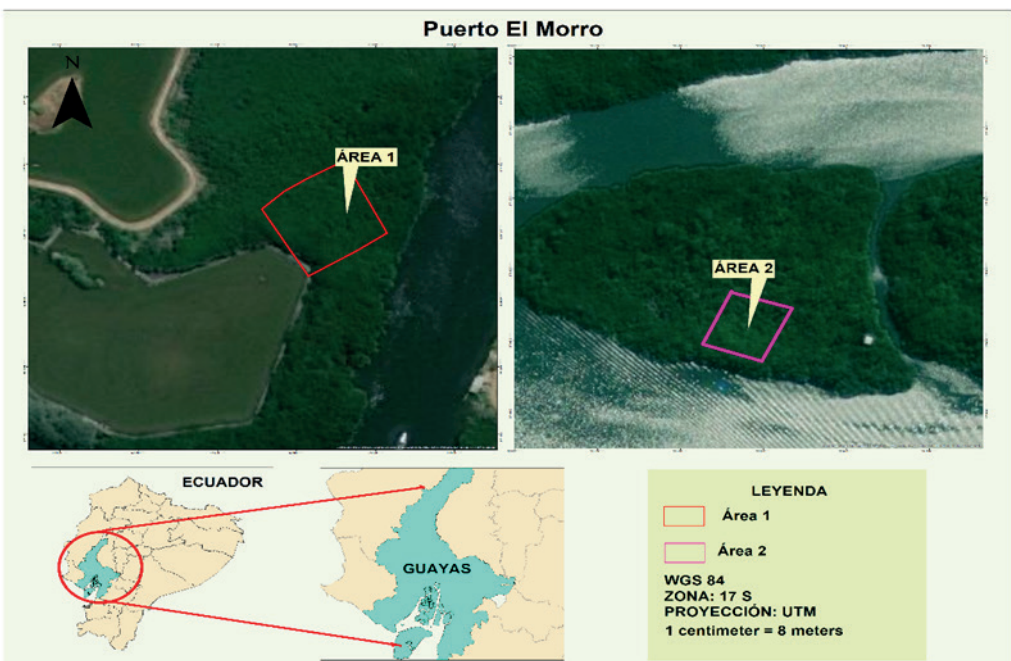 Puerto El Morro
N
ÁREA 1
ÁREA 2
ECUADOR
GUAYAS
LEYENDA
Área 1
Área 2
WGS 84
ZONA: 17 S
PROYECCIÓN: UTM
1 centimeter = 8 meters